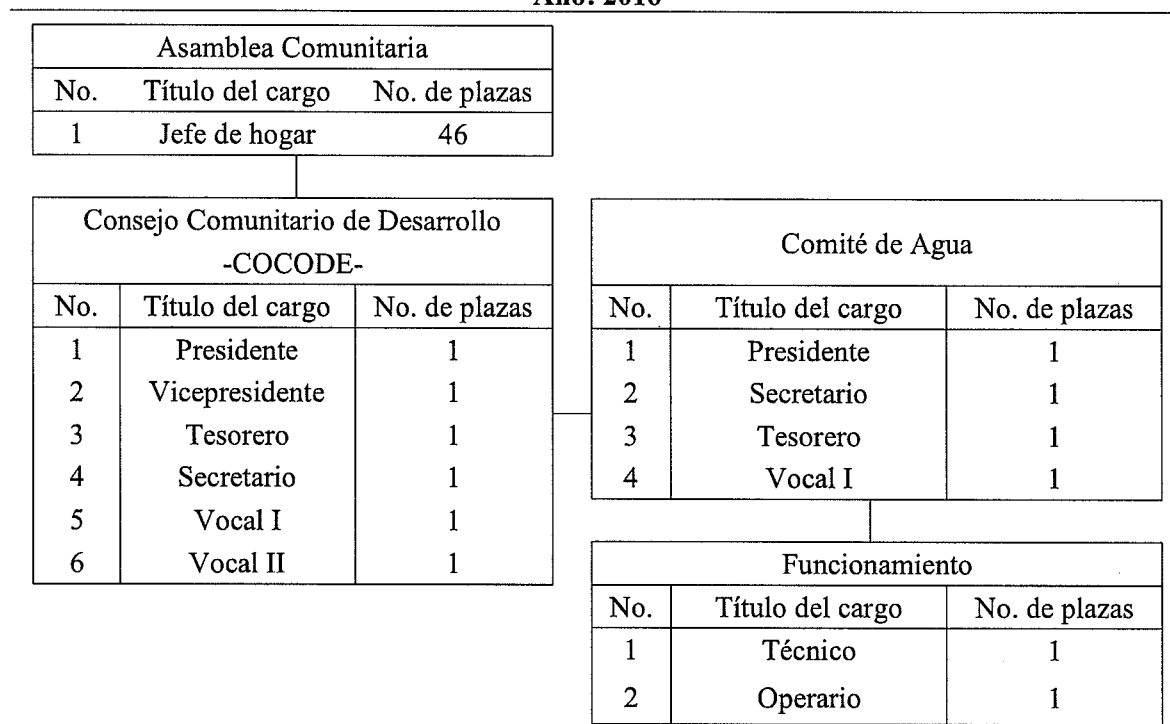 Asamblea Comunitaria
No. Título del cargo No. de plazas
1 Jefe de hogar 46
Consejo Comunitario de Desarrollo
-COCODE-
No. Título del cargo No. de plazas
1 Presidente 1
2 Vicepresidente 1
3 Tesorero 1
4 Secretario 1
5 Vocal I 1
6 Vocal II 1
Comité de Agua
No. Título del cargo No. de plazas
1 Presidente 1
2 Secretario 1
3 Tesorero 1
4 Vocal I 1
Funcionamiento
No. Título del cargo No. de plazas
1 Técnico 1
2 Operario 1